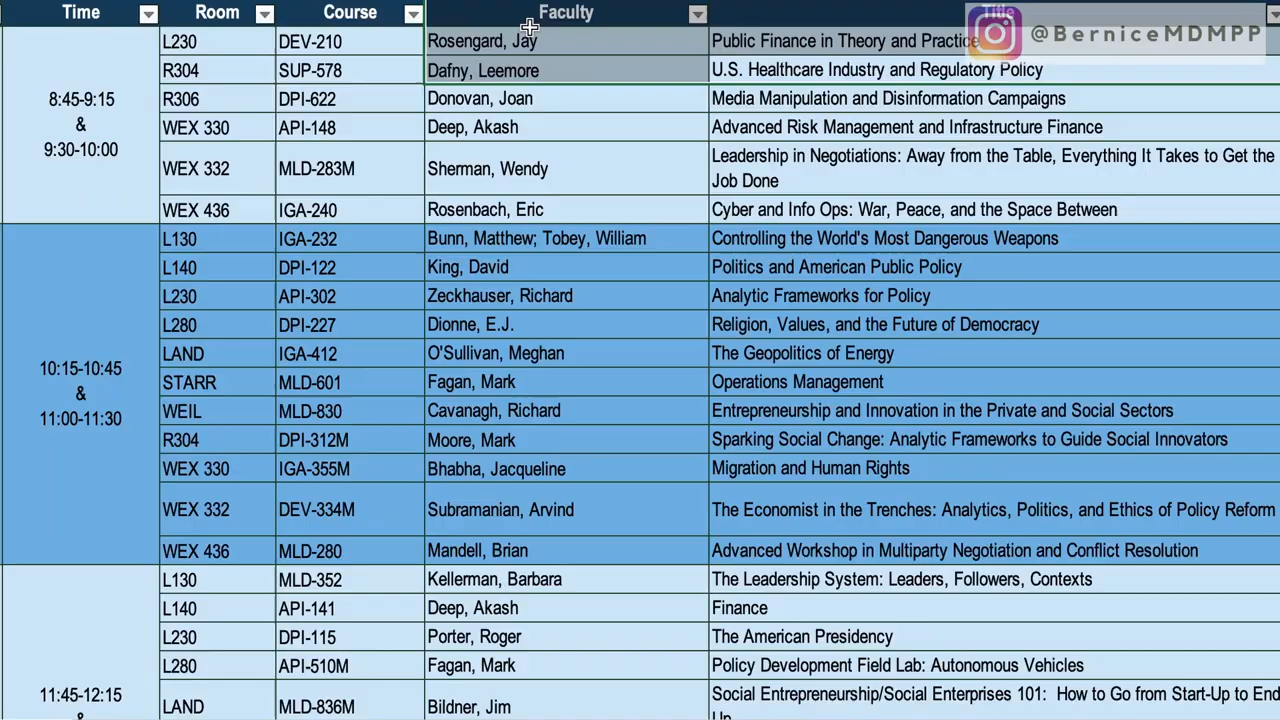 Time Room Course Faculty Title
@BerniceMDMPP
8:45-9:15
&
9:30-10:00
L230 DEV-210 Rosengard, Jay Public Finance in Theory and Practice
R304 SUP-578 Dafny, Leemore U.S. Healthcare Industry and Regulatory Policy
R306 DPI-622 Donovan, Joan Media Manipulation and Disinformation Campaigns
WEX 330 API-148 Deep, Akash Advanced Risk Management and Infrastructure Finance
WEX 332 MLD-283M Sherman, Wendy Leadership in Negotiations: Away from the Table, Everything It Takes to Get the
Job Done
WEX 436 IGA-240 Rosenbach, Eric Cyber and Info Ops: War, Peace, and the Space Between
10:15-10:45
&
11:00-11:30
L130 IGA-232 Bunn, Matthew; Tobey, William Controlling the World's Most Dangerous Weapons
L140 DPI-122 King, David Politics and American Public Policy
L230 API-302 Zeckhauser, Richard Analytic Frameworks for Policy
L280 DPI-227 Dionne, E.J. Religion, Values, and the Future of Democracy
LAND IGA-412 O'Sullivan, Meghan The Geopolitics of Energy
STARR MLD-601 Fagan, Mark Operations Management
WEIL MLD-830 Cavanagh, Richard Entrepreneurship and Innovation in the Private and Social Sectors
R304 DPI-312M Moore, Mark Sparking Social Change: Analytic Frameworks to Guide Social Innovators
WEX 330 IGA-355M Bhabha, Jacqueline Migration and Human Rights
WEX 332 DEV-334M Subramanian, Arvind The Economist in the Trenches: Analytics, Politics, and Ethics of Policy Reform
WEX 436 MLD-280 Mandell, Brian Advanced Workshop in Multiparty Negotiation and Conflict Resolution
11:45-12:15
&
L130 MLD-352 Kellerman, Barbara The Leadership System: Leaders, Followers, Contexts
L140 API-141 Deep, Akash Finance
L230 DPI-115 Porter, Roger The American Presidency
L280 API-510M Fagan, Mark Policy Development Field Lab: Autonomous Vehicles
LAND MLD-836M Bildner, Jim Social Entrepreneurship/Social Enterprises 101: How to Go from Start-Up to End
Up